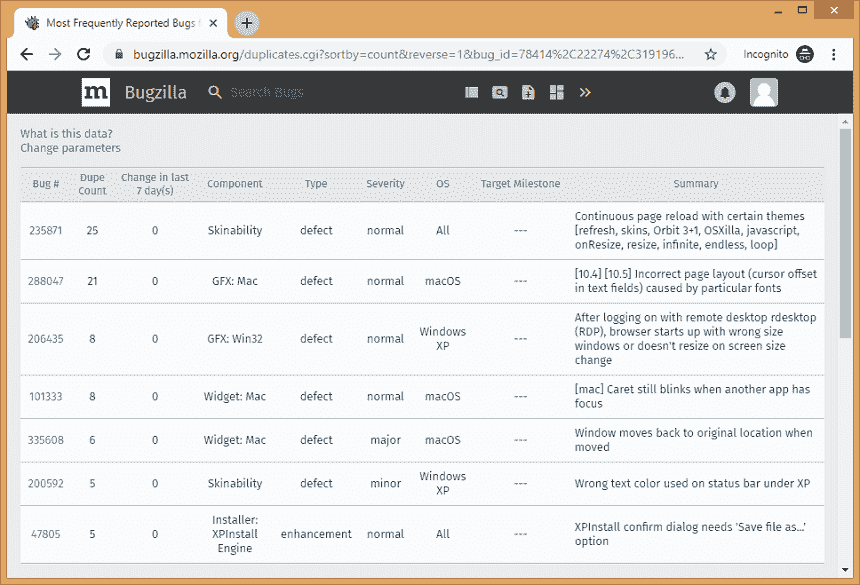 Most Frequently Reported Bugs f
bugzilla.mozilla.org/duplicates.cgi?sortby=count&reverse=1&bug_id=78414%2C22274%2C319196...
Incognito
m
Bugzilla
Search Bugs
What is this data?
Change parameters
Bug #
Dupe
Count
Change in last
7 day(s)
Component
Type
Severity
OS
Target Milestone
Summary
235871
25
0
Skinability
defect
normal
All
---
Continuous page reload with certain themes
[refresh, skins, Orbit 3+1, OSXilla, javascript,
onResize, resize, infinite, endless, loop]
288047
21
0
GFX: Mac
defect
normal
macOS
---
[10.4] [10.5] Incorrect page layout (cursor offset
in text fields) caused by particular fonts
206435
8
0
GFX: Win32
defect
normal
Windows
XP
---
After logging on with remote desktop rdesktop
(RDP), browser starts up with wrong size
windows or doesn't resize on screen size
change
101333
8
0
Widget: Mac
defect
normal
macOS
---
[mac] Caret still blinks when another app has
focus
335608
6
0
Widget: Mac
defect
major
macOS
---
Window moves back to original location when
moved
200592
5
0
Skinability
defect
minor
Windows
XP
---
Wrong text color used on status bar under XP
47805
5
0
Installer:
XPInstall
Engine
enhancement
normal
All
---
XPInstall confirm dialog needs 'Save file as...'
option